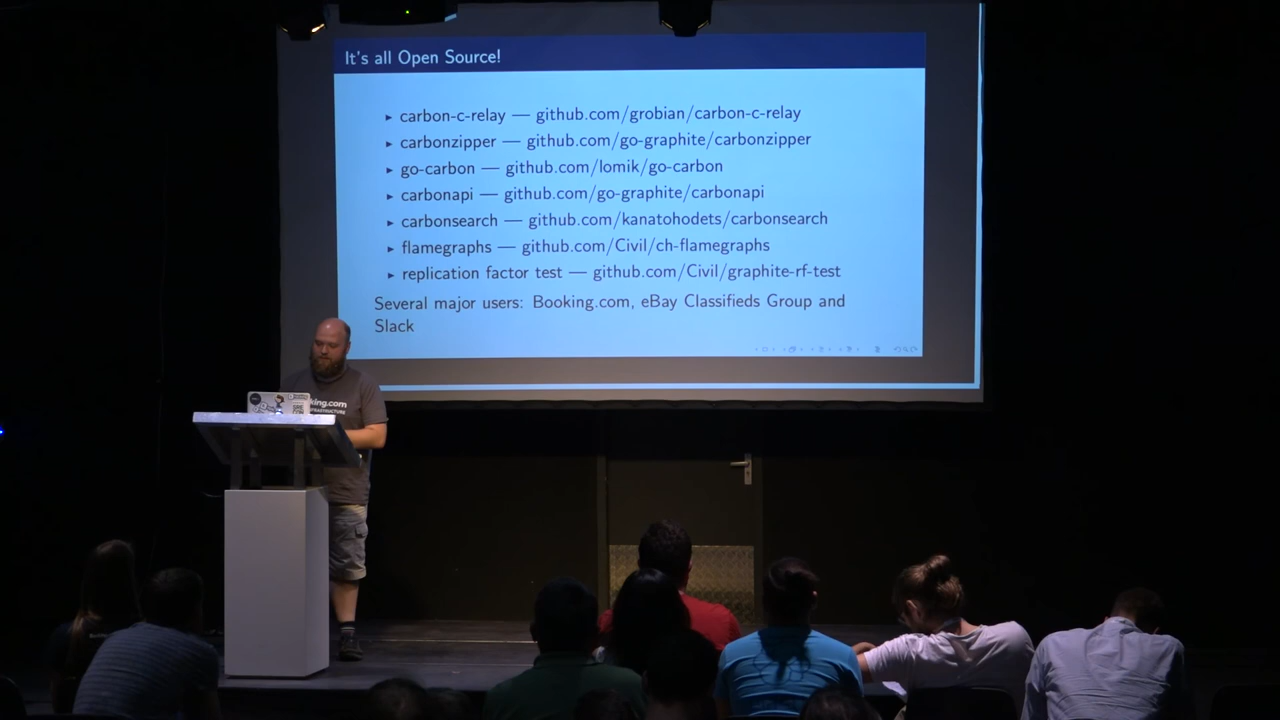 It's all Open Source!
▸ carbon-c-relay — github.com/grobian/carbon-c-relay
▸ carbonzipper — github.com/go-graphite/carbonzipper
▸ go-carbon — github.com/lomik/go-carbon
▸ carbonapi — github.com/go-graphite/carbonapi
▸ carbonsearch — github.com/kanatohodets/carbonsearch
▸ flamegraphs — github.com/Civil/ch-flamegraphs
▸ replication factor test — github.com/Civil/graphite-rf-test
Several major users: Booking.com, eBay Classifieds Group and
Slack
king.com